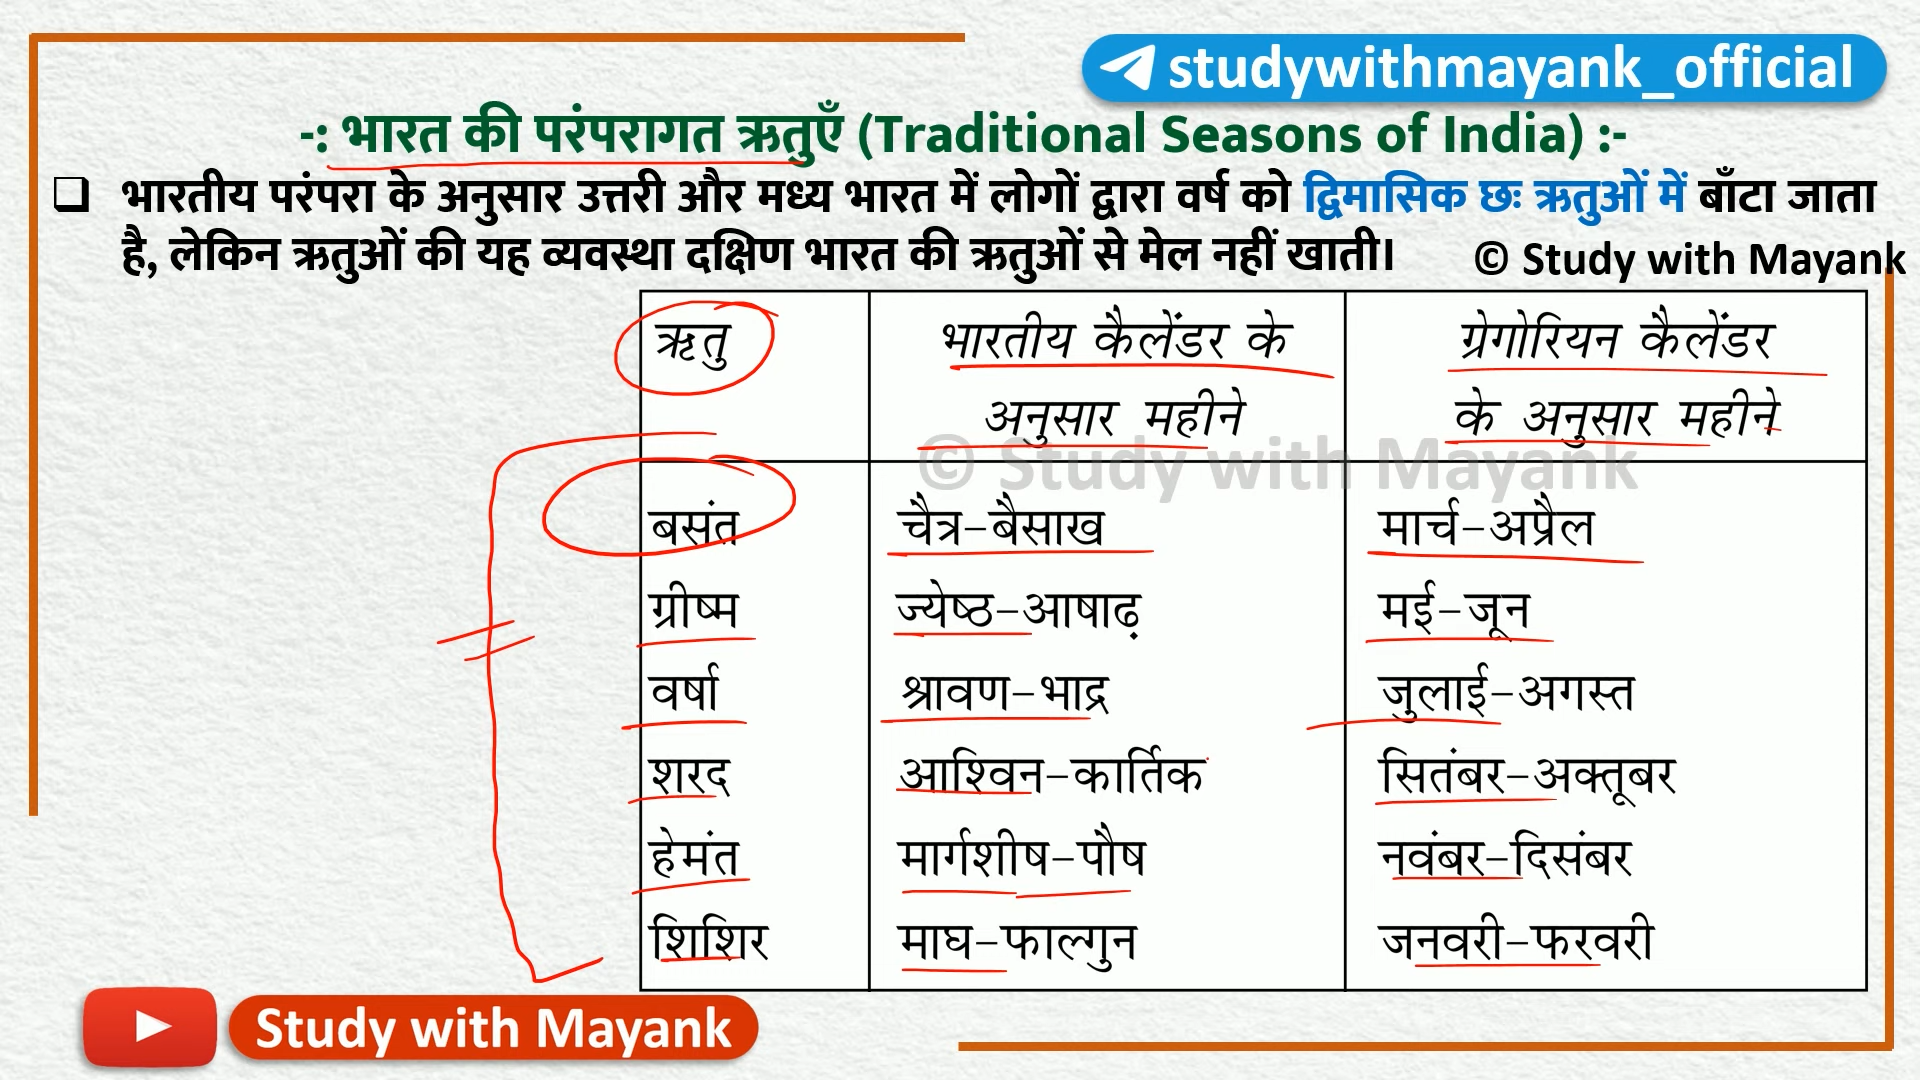 studywithmayank_official
-: भारत की परंपरागत ऋतुएँ (Traditional Seasons of India) :-
❑ भारतीय परंपरा के अनुसार उत्तरी और मध्य भारत में लोगों द्वारा वर्ष को द्विमासिक छः ऋतुओं में बाँटा जाता
है, लेकिन ऋतुओं की यह व्यवस्था दक्षिण भारत की ऋतुओं से मेल नहीं खाती।
© Study with Mayank
ऋतु भारतीय कैलेंडर के ग्रेगोरियन कैलेंडर
अनुसार महीने के अनुसार महीने
© Study with Mayank
बसंत चैत्र-बैसाख मार्च-अप्रैल
ग्रीष्म ज्येष्ठ-आषाढ़ मई-जून
वर्षा श्रावण-भाद्र जुलाई-अगस्त
शरद आश्विन-कार्तिक सितंबर-अक्तूबर
हेमंत मार्गशीष-पौष नवंबर-दिसंबर
शिशिर माघ-फाल्गुन जनवरी-फरवरी
Study with Mayank